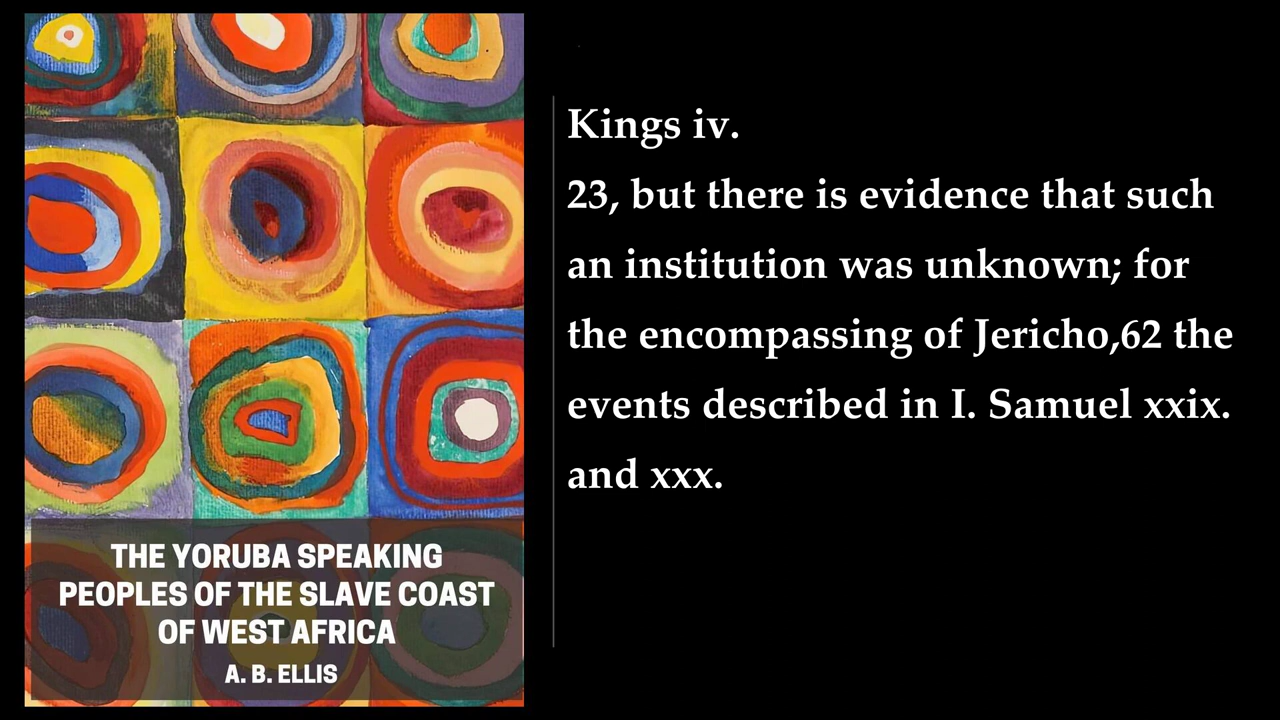 Kings iv.
23, but there is evidence that such
an institution was unknown; for
the encompassing of Jericho,62 the
events described in I. Samuel xxix.
and xxx.
THE YORUBA SPEAKING
PEOPLES OF THE SLAVE COAST
OF WEST AFRICA
A. B. ELLIS